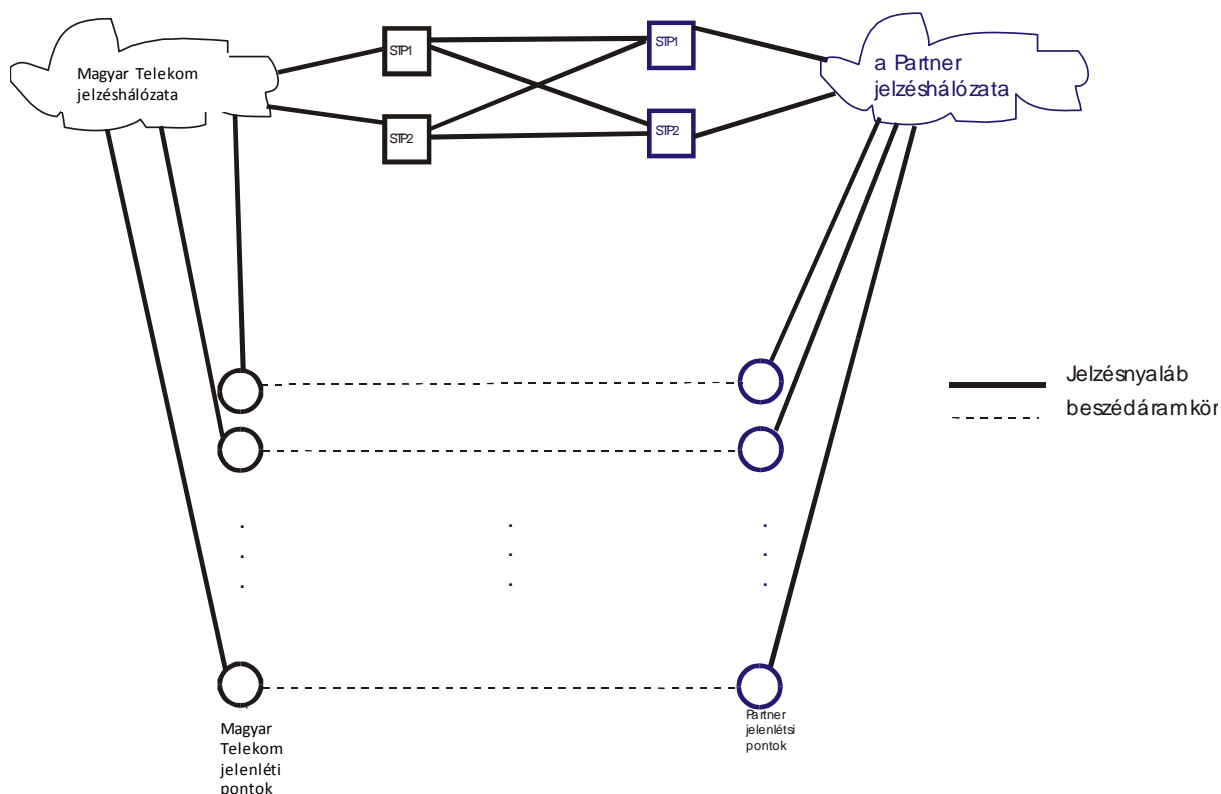 Magyar Telekom
jelzéshálózata
STP1
STP2
STP1
STP2
a Partner
jelzéshálózata
Jelzésnyaláb
beszédáramkör
Magyar
Telekom
jelenléti
pontok
Partner
jelenlétsi
pontok